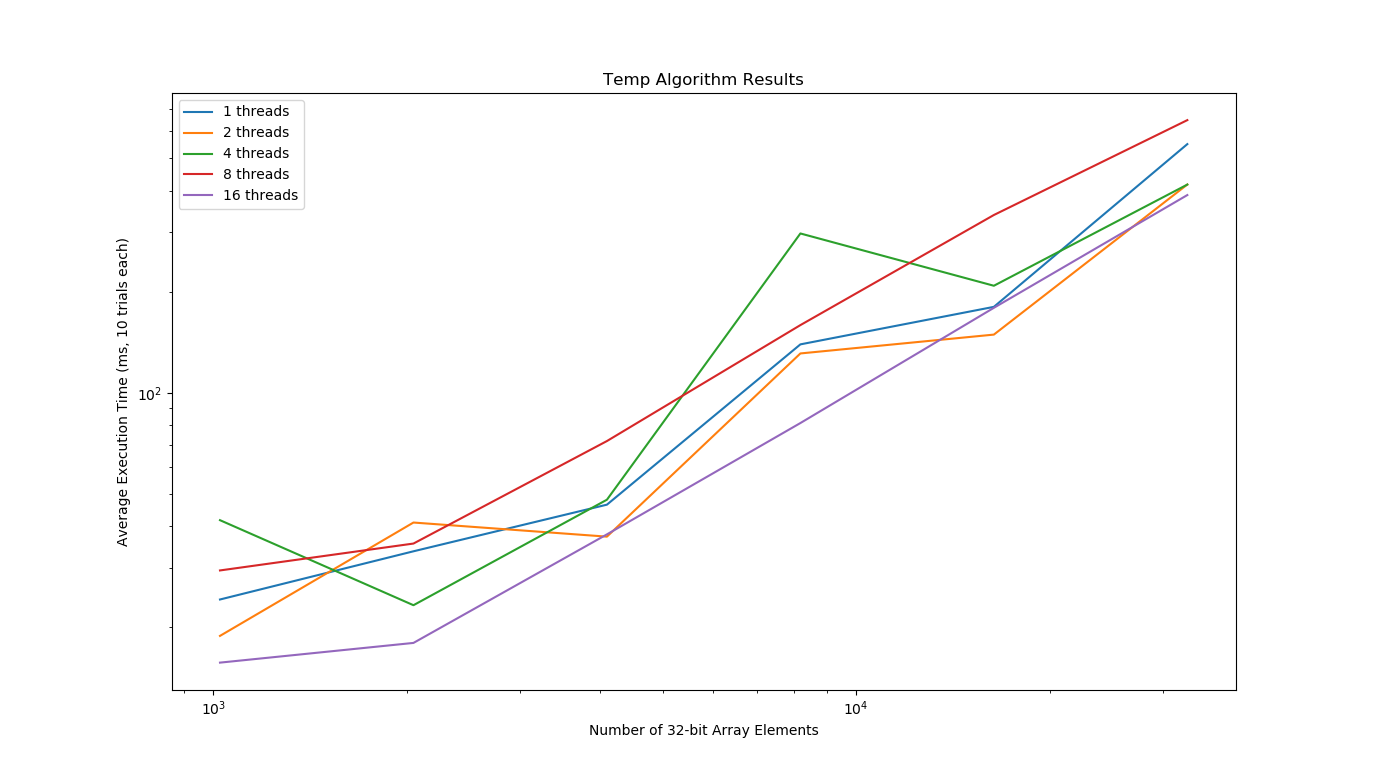 Temp Algorithm Results
1 threads
2 threads
4 threads
8 threads
16 threads
Average Execution Time (ms, 10 trials each)
10²
10³
10⁴
Number of 32-bit Array Elements